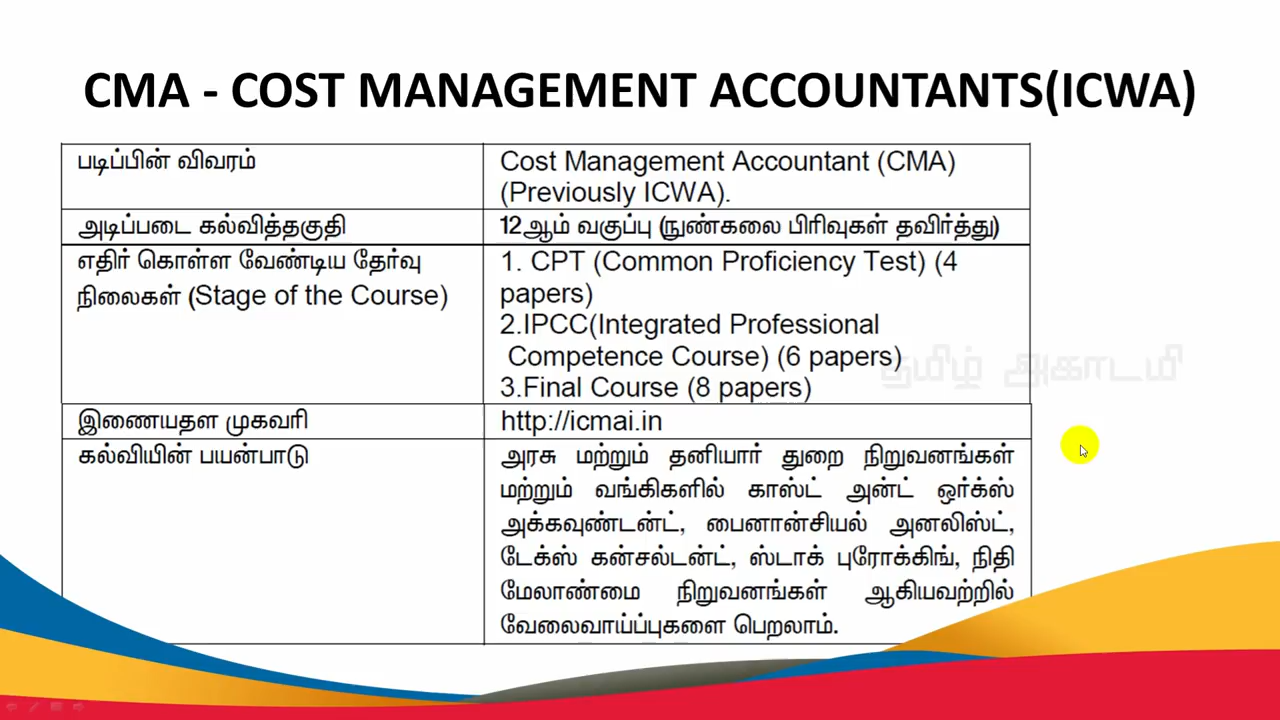 CMA - COST MANAGEMENT ACCOUNTANTS(ICWA)
படிப்பின் விவரம்
Cost Management Accountant (CMA)
(Previously ICWA).
அடிப்படை கல்வித்தகுதி
12ஆம் வகுப்பு (நுண்கலை பிரிவுகள் தவிர்த்து)
எதிர் கொள்ள வேண்டிய தேர்வு
நிலைகள் (Stage of the Course)
1. CPT (Common Proficiency Test) (4
papers)
2.IPCC(Integrated Professional
Competence Course) (6 papers)
3.Final Course (8 papers)
தமிழ் அகாடமி
இணையதள முகவரி
http://icmai.in
கல்வியின் பயன்பாடு
அரசு மற்றும் தனியார் துறை நிறுவனங்கள்
மற்றும் வங்கிகளில் காஸ்ட் அன்ட் ஒர்க்ஸ்
அக்கவுண்டன்ட், பைனான்சியல் அனலிஸ்ட்,
டேக்ஸ் கன்சல்டன்ட், ஸ்டாக் புரோக்கிங், நிதி
மேலாண்மை நிறுவனங்கள் ஆகியவற்றில்
வேலைவாய்ப்புகளை பெறலாம்.